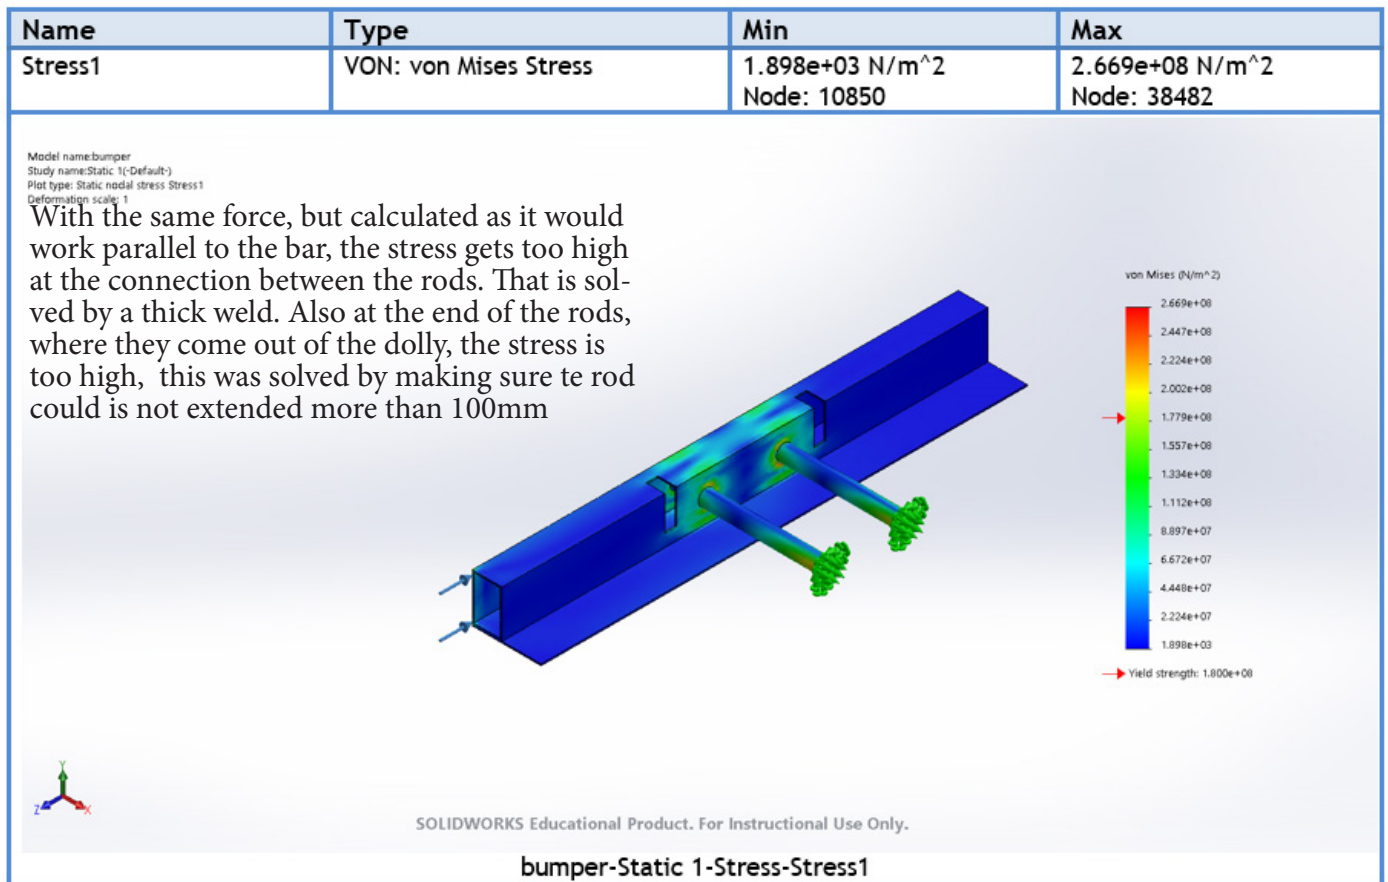 Name Type Min Max
Stress1 VON: von Mises Stress 1.898e+03 N/m^2 2.669e+08 N/m^2
Node: 10850 Node: 38482
Model name:bumper
Study name:Static 1(-Default-)
Plot type: Static nodal stress Stress1
Deformation scale: 1
With the same force, but calculated as it would
work parallel to the bar, the stress gets too high
at the connection between the rods. That is sol-
ved by a thick weld. Also at the end of the rods,
where they come out of the dolly, the stress is
too high, this was solved by making sure te rod
could is not extended more than 100mm
von Mises (N/m^2)
2.669e+08
2.447e+08
2.224e+08
2.002e+08
1.779e+08
1.557e+08
1.334e+08
1.112e+08
8.897e+07
6.672e+07
4.448e+07
2.224e+07
1.898e+03
Yield strength: 1.800e+08
Y
Z X
SOLIDWORKS Educational Product. For Instructional Use Only.
bumper-Static 1-Stress-Stress1